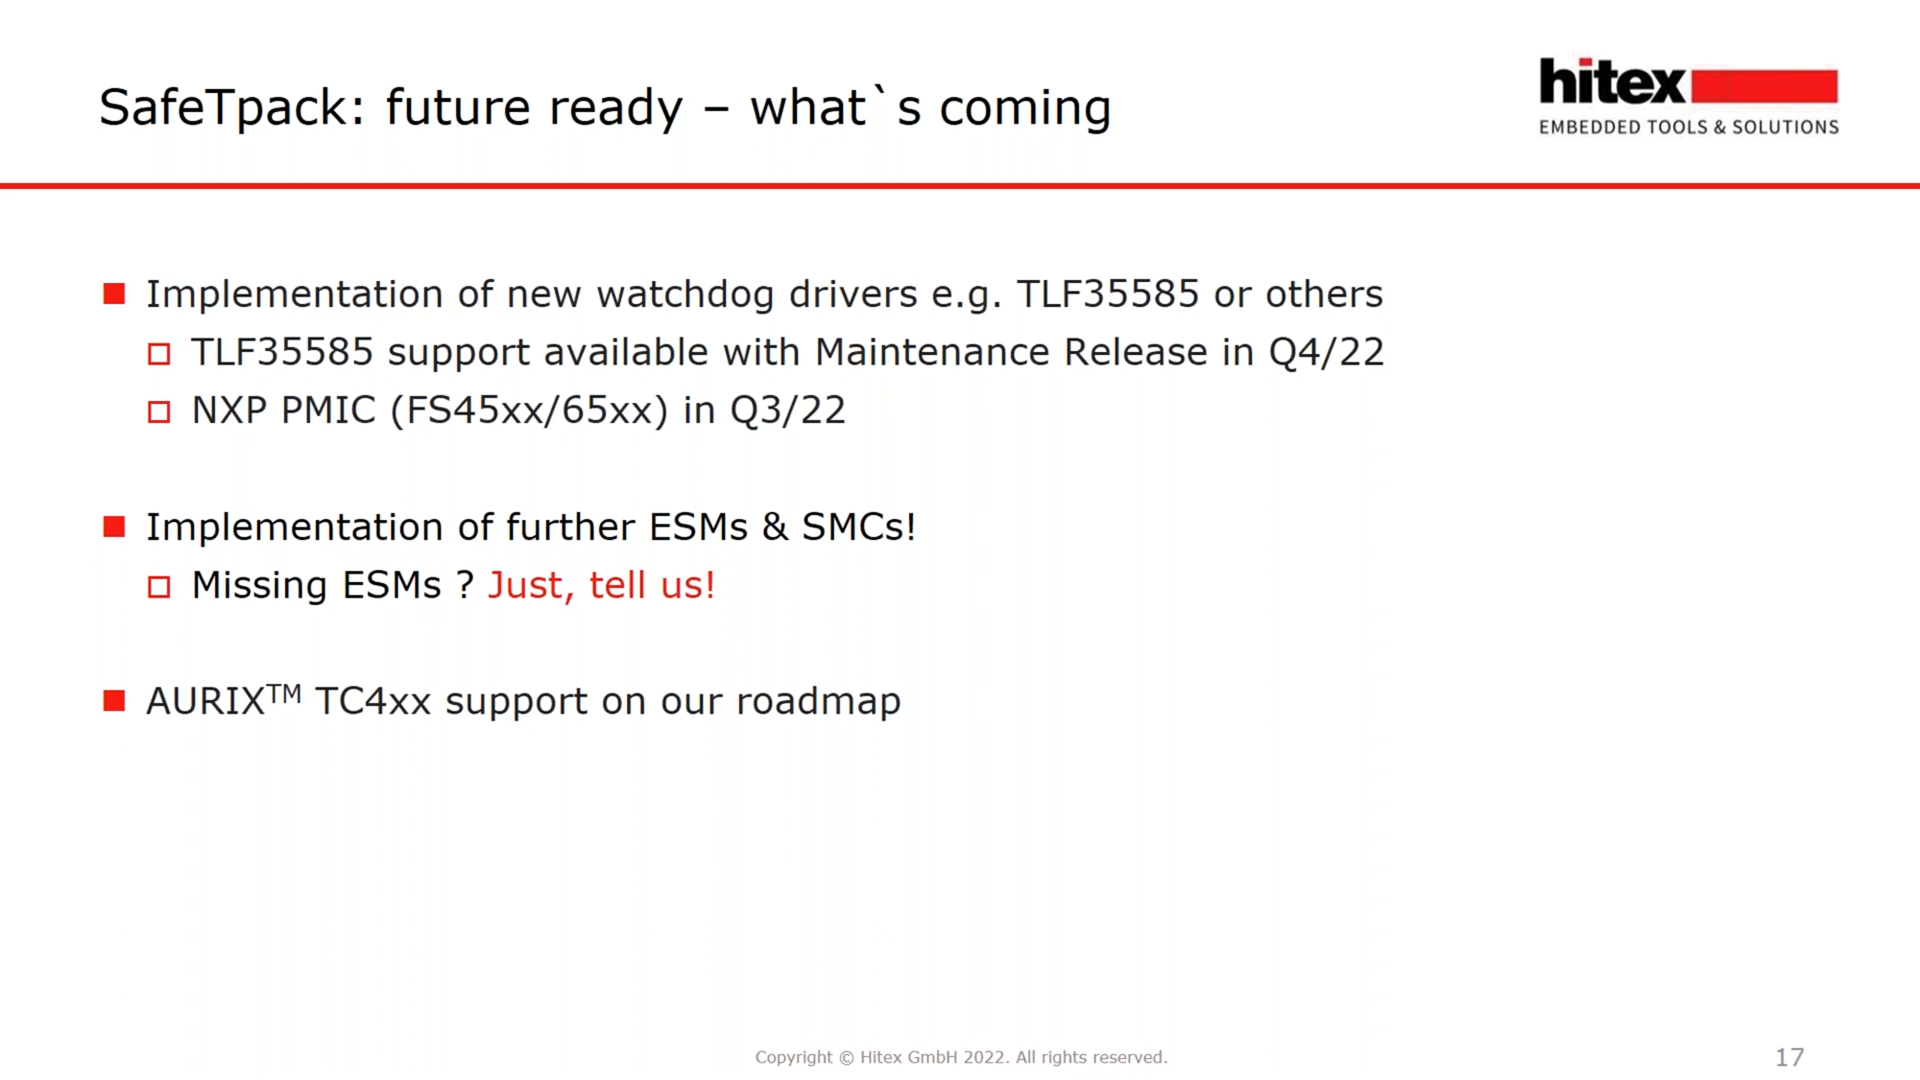 SafeTpack: future ready – what`s coming
hitex
EMBEDDED TOOLS & SOLUTIONS
Implementation of new watchdog drivers e.g. TLF35585 or others
TLF35585 support available with Maintenance Release in Q4/22
NXP PMIC (FS45xx/65xx) in Q3/22
Implementation of further ESMs & SMCs!
Missing ESMs ? Just, tell us!
AURIX™ TC4xx support on our roadmap
Copyright © Hitex GmbH 2022. All rights reserved.
17